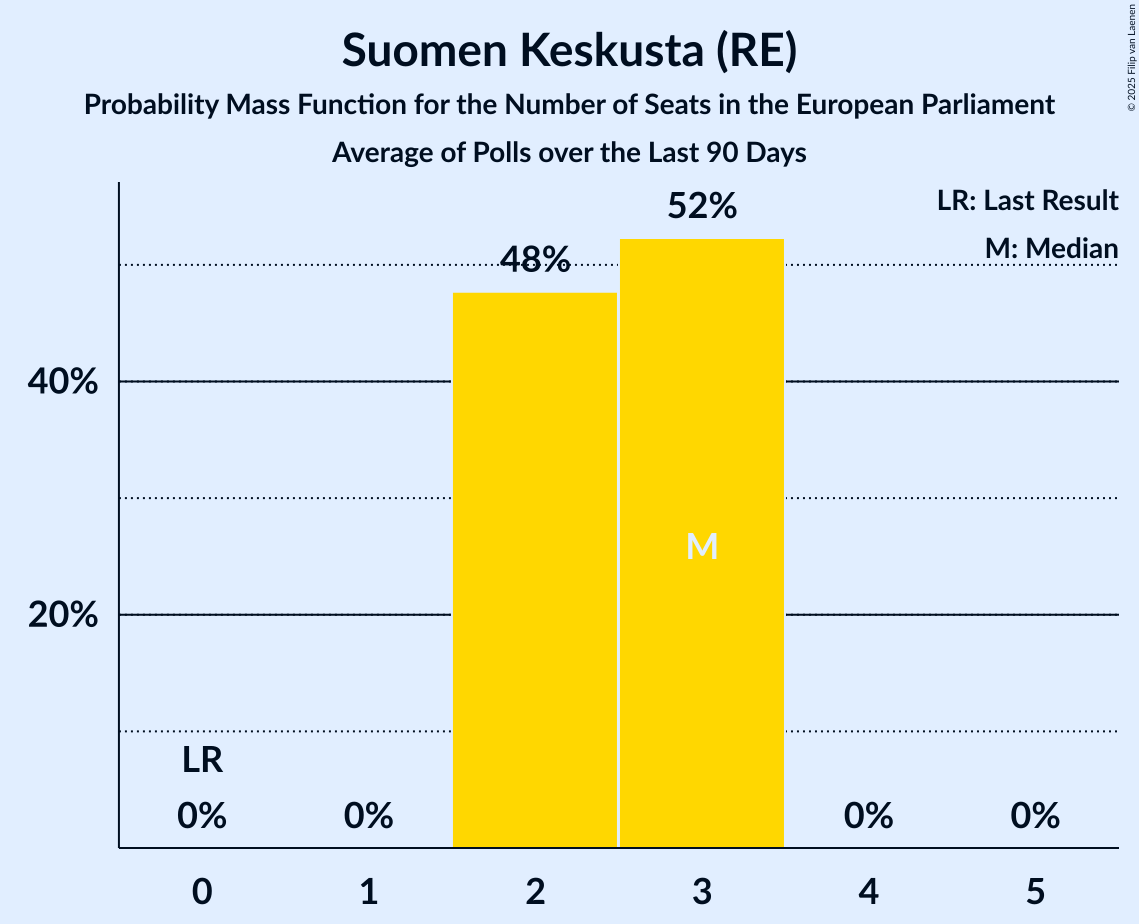 Suomen Keskusta (RE)
Probability Mass Function for the Number of Seats in the European Parliament
Average of Polls over the Last 90 Days
© 2025 Filip van Laenen
LR: Last Result
M: Median
52%
48%
40%
M
20%
LR
0%
0%
0%
0%
0
1
2
3
4
5